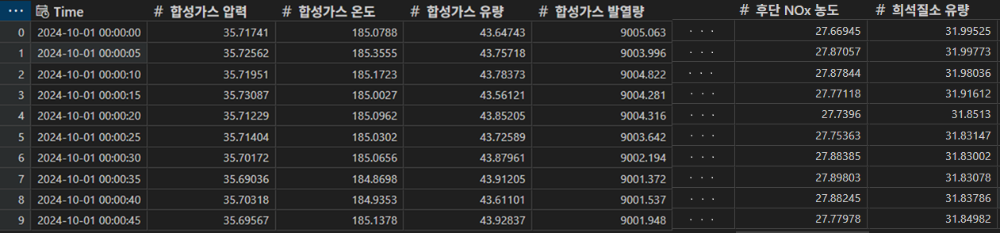 ··· Time # 합성가스 압력 # 합성가스 온도 # 합성가스 유량 # 합성가스 발열량 # 후단 NOx 농도 # 희석질소 유량
0 2024-10-01 00:00:00 35.71741 185.0788 43.64743 9005.063 · · · 27.66945 31.99525
1 2024-10-01 00:00:05 35.72562 185.3555 43.75718 9003.996 · · · 27.87057 31.99773
2 2024-10-01 00:00:10 35.71951 185.1723 43.78373 9004.822 · · · 27.87844 31.98036
3 2024-10-01 00:00:15 35.73087 185.0027 43.56121 9004.281 · · · 27.77118 31.91612
4 2024-10-01 00:00:20 35.71229 185.0962 43.85205 9004.316 · · · 27.7396 31.8513
5 2024-10-01 00:00:25 35.71404 185.0302 43.72589 9003.642 · · · 27.75363 31.83147
6 2024-10-01 00:00:30 35.70172 185.0656 43.87961 9002.194 · · · 27.88385 31.83002
7 2024-10-01 00:00:35 35.69036 184.8698 43.91205 9001.372 · · · 27.89803 31.83078
8 2024-10-01 00:00:40 35.70318 184.9353 43.61101 9001.537 · · · 27.88245 31.83786
9 2024-10-01 00:00:45 35.69567 185.1378 43.92837 9001.948 · · · 27.77978 31.84982